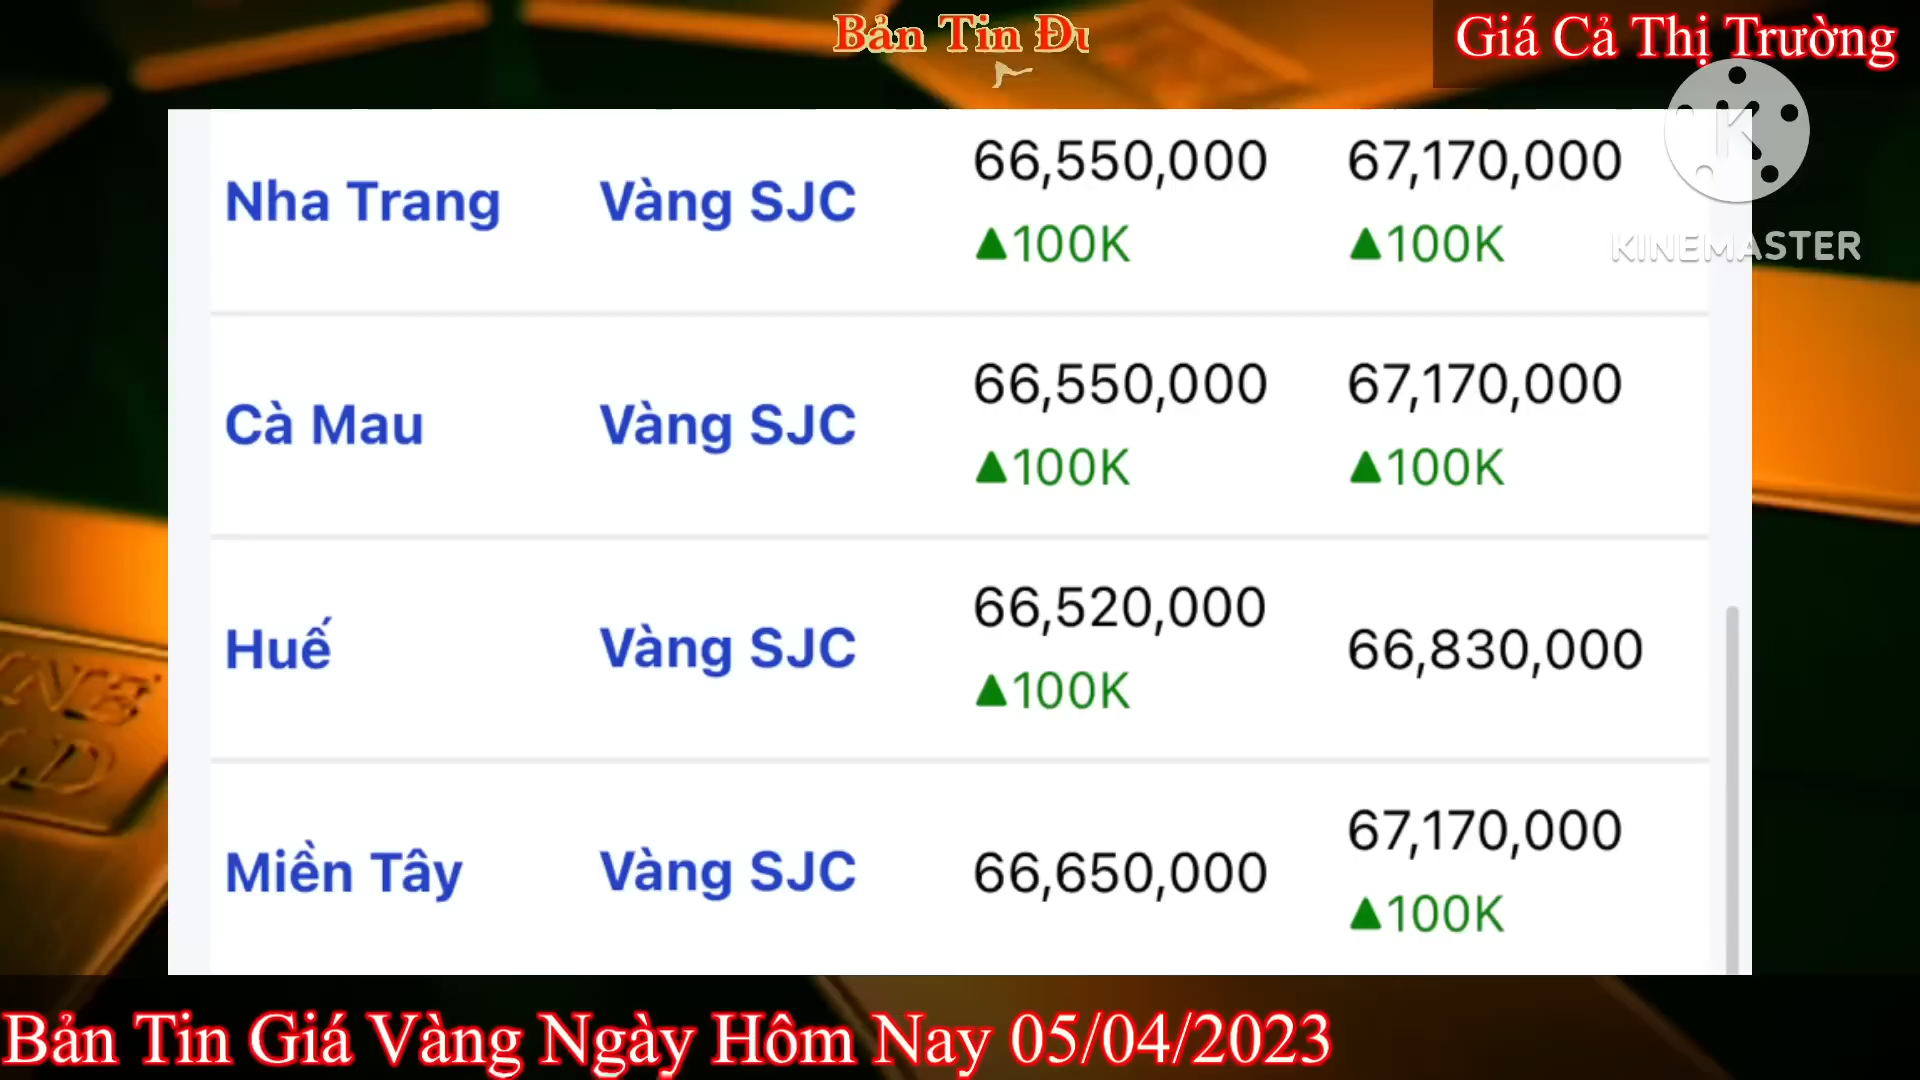 Bản Tin Đư
Giá Cả Thị Trường
KINEMASTER
Nha Trang Vàng SJC 66,550,000 67,170,000
▲100K ▲100K
Cà Mau Vàng SJC 66,550,000 67,170,000
▲100K ▲100K
Huế Vàng SJC 66,520,000 66,830,000
▲100K
Miền Tây Vàng SJC 66,650,000 67,170,000
▲100K
Bản Tin Giá Vàng Ngày Hôm Nay 05/04/2023